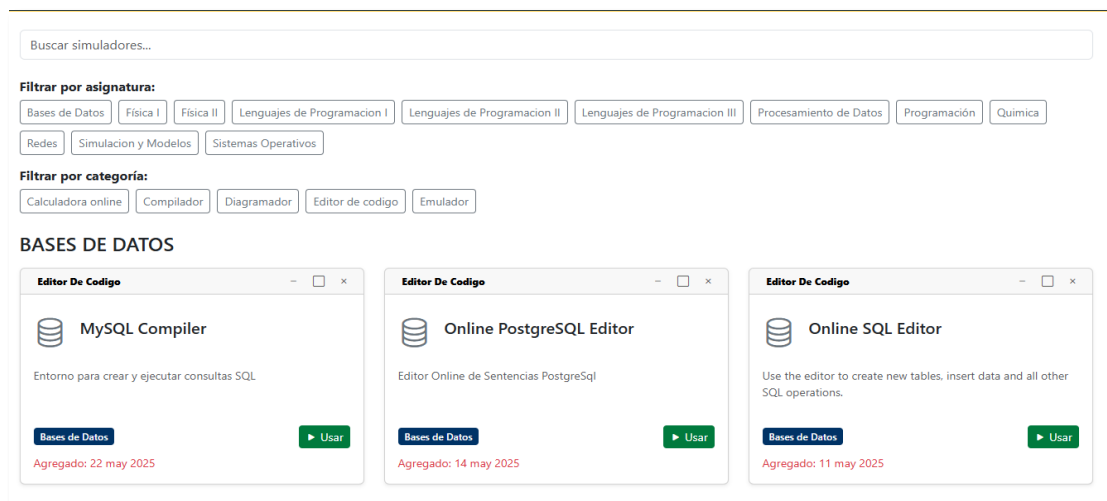 Buscar simuladores...
Filtrar por asignatura:
Bases de Datos Física I Física II Lenguajes de Programacion I Lenguajes de Programacion II Lenguajes de Programacion III Procesamiento de Datos Programación Quimica
Redes Simulacion y Modelos Sistemas Operativos
Filtrar por categoría:
Calculadora online Compilador Diagramador Editor de codigo Emulador
BASES DE DATOS
Editor De Codigo
MySQL Compiler
Entorno para crear y ejecutar consultas SQL
Bases de Datos Usar
Agregado: 22 may 2025
Editor De Codigo
Online PostgreSQL Editor
Editor Online de Sentencias PostgreSql
Bases de Datos Usar
Agregado: 14 may 2025
Editor De Codigo
Online SQL Editor
Use the editor to create new tables, insert data and all other
SQL operations.
Bases de Datos Usar
Agregado: 11 may 2025